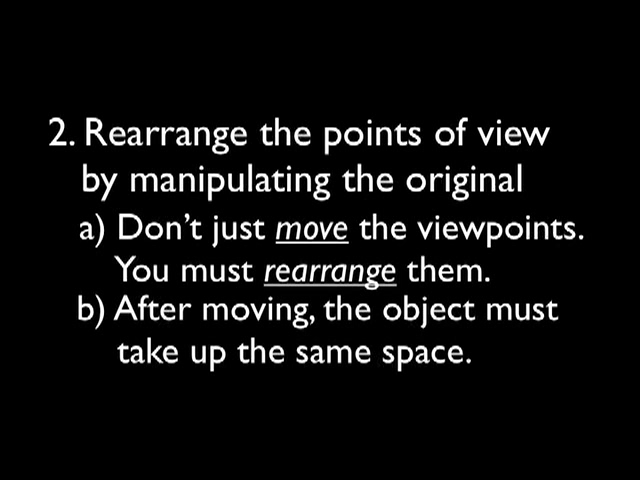 2. Rearrange the points of view
by manipulating the original
a) Don't just move the viewpoints.
You must rearrange them.
b) After moving, the object must
take up the same space.